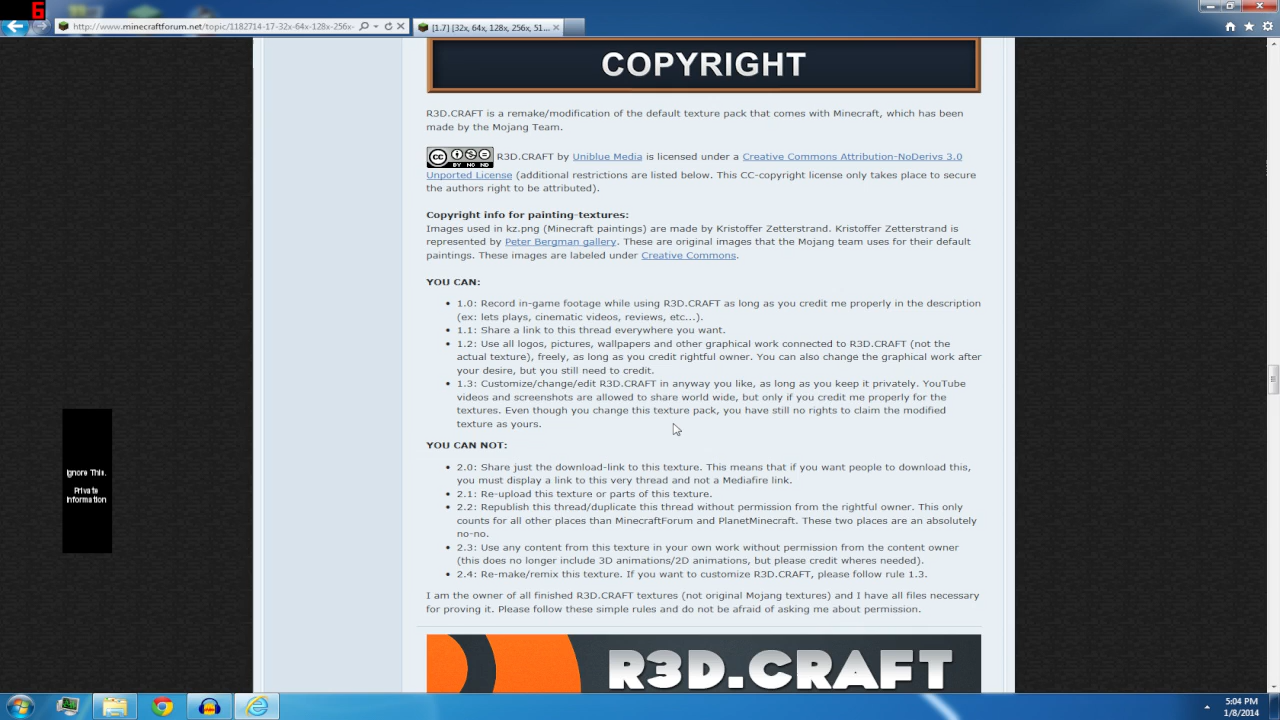 6
http://www.minecraftforum.net/topic/1182714-17-32x-64x-128x-256x-
[1.7] [32x, 64x, 128x, 256x, 51...
COPYRIGHT
R3D.CRAFT is a remake/modification of the default texture pack that comes with Minecraft, which has been
made by the Mojang Team.
CC BY NO ND R3D.CRAFT by Uniblue Media is licensed under a Creative Commons Attribution-NoDerivs 3.0
Unported License (additional restrictions are listed below. This CC-copyright license only takes place to secure
the authors right to be attributed).
Copyright info for painting-textures:
Images used in kz.png (Minecraft paintings) are made by Kristoffer Zetterstrand. Kristoffer Zetterstrand is
represented by Peter Bergman gallery. These are original images that the Mojang team uses for their default
paintings. These images are labeled under Creative Commons.
YOU CAN:
• 1.0: Record in-game footage while using R3D.CRAFT as long as you credit me properly in the description
(ex: lets plays, cinematic videos, reviews, etc...).
• 1.1: Share a link to this thread everywhere you want.
• 1.2: Use all logos, pictures, wallpapers and other graphical work connected to R3D.CRAFT (not the
actual texture), freely, as long as you credit rightful owner. You can also change the graphical work after
your desire, but you still need to credit.
• 1.3: Customize/change/edit R3D.CRAFT in anyway you like, as long as you keep it privately. YouTube
videos and screenshots are allowed to share world wide, but only if you credit me properly for the
textures. Even though you change this texture pack, you have still no rights to claim the modified
texture as yours.
YOU CAN NOT:
• 2.0: Share just the download-link to this texture. This means that if you want people to download this,
you must display a link to this very thread and not a Mediafire link.
• 2.1: Re-upload this texture or parts of this texture.
• 2.2: Republish this thread/duplicate this thread without permission from the rightful owner. This only
counts for all other places than MinecraftForum and PlanetMinecraft. These two places are an absolutely
no-no.
• 2.3: Use any content from this texture in your own work without permission from the content owner
(this does no longer include 3D animations/2D animations, but please credit wheres needed).
• 2.4: Re-make/remix this texture. If you want to customize R3D.CRAFT, please follow rule 1.3.
I am the owner of all finished R3D.CRAFT textures (not original Mojang textures) and I have all files necessary
for proving it. Please follow these simple rules and do not be afraid of asking me about permission.
R3D.CRAFT
Ignore This.
Private
Information
5:04 PM
1/8/2014